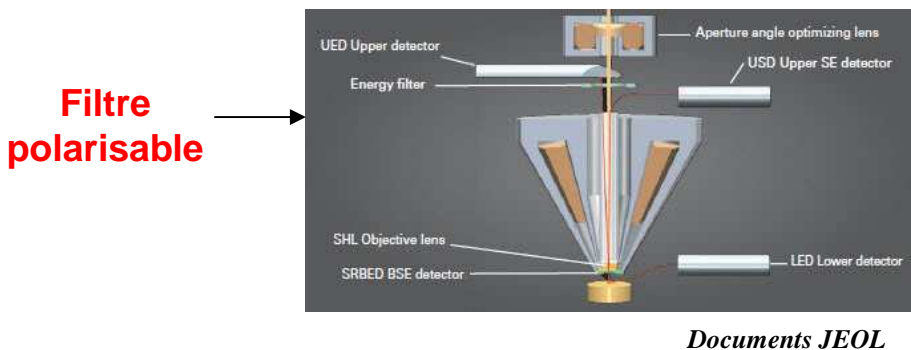 Aperture angle optimizing lens
UED Upper detector
USD Upper SE detector
Energy filter
Filtre
polarisable
SHL Objective lens
SRBED BSE detector
LED Lower detector
Documents JEOL